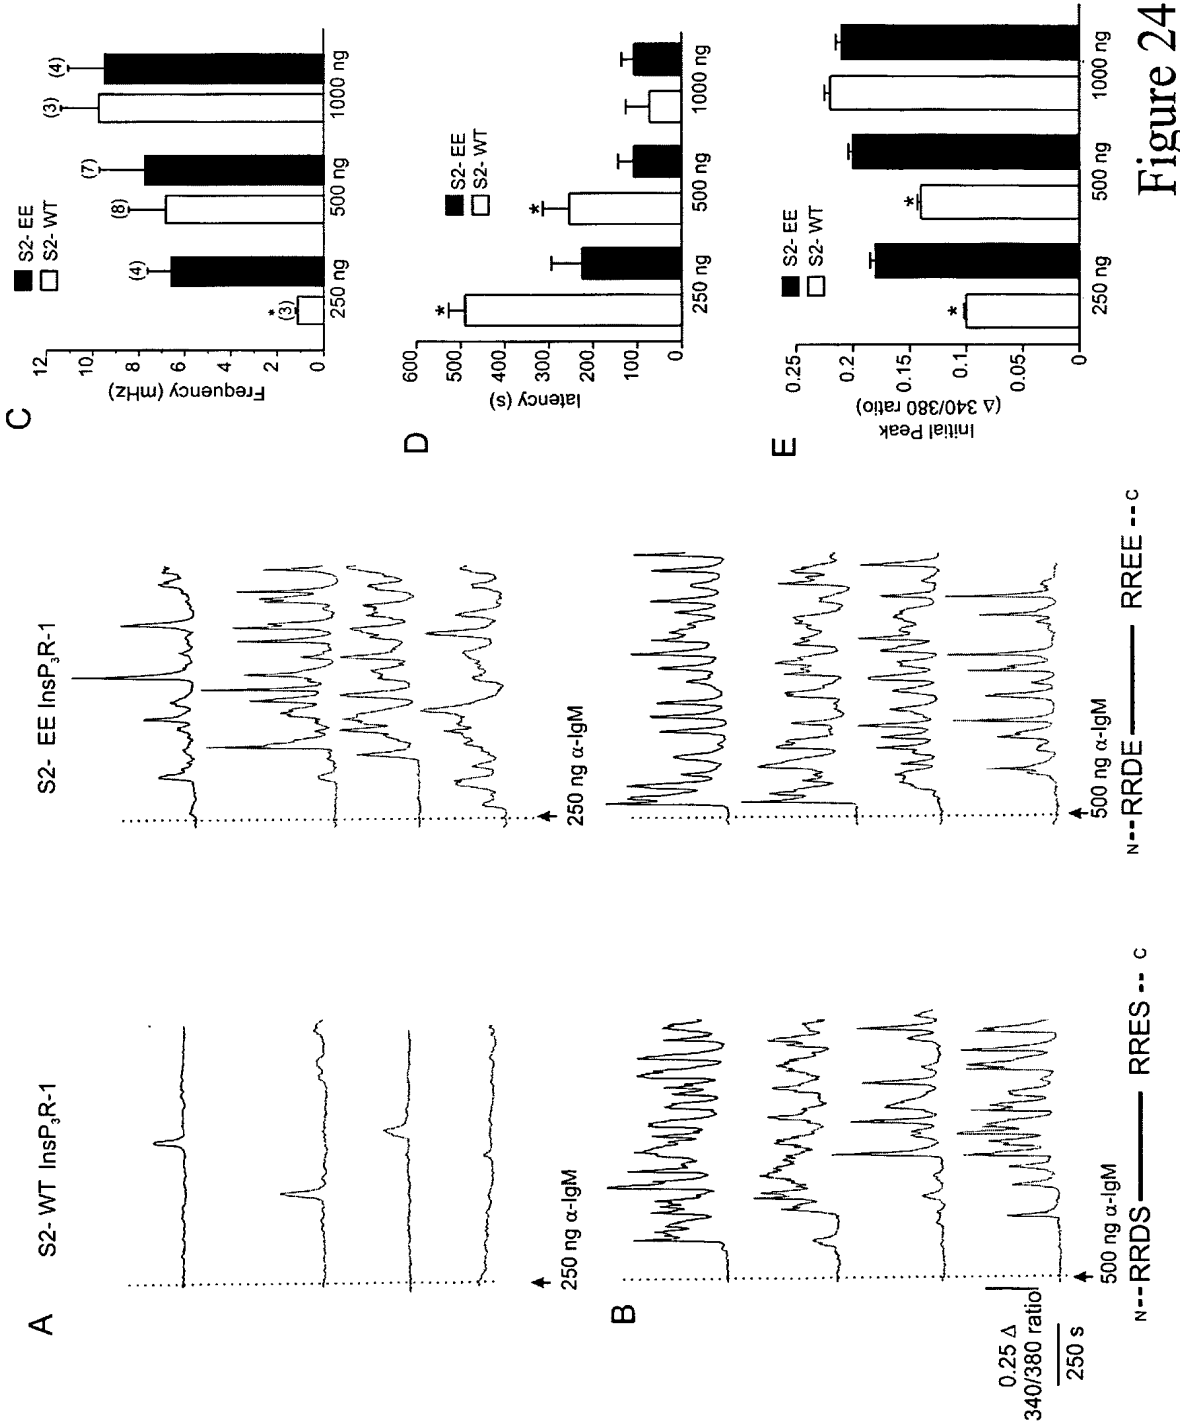 A
S2- WT InsP₃R-1
S2- EE InsP₃R-1
250 ng α-IgM
250 ng α-IgM
B
0.25 Δ
340/380 ratio
250 s
500 ng α-IgM
500 ng α-IgM
N--RRDS RRES -- C
N--RRDE RREE -- C
C
S2- EE
S2- WT
Frequency (mHz)
12
10
8
6
4
2
0
*
(3)
(4)
(8)
(7)
(3)
(4)
250 ng
500 ng
1000 ng
D
S2- EE
S2- WT
latency (s)
600
500
400
300
200
100
0
*
*
250 ng
500 ng
1000 ng
E
S2- EE
S2- WT
Initial Peak
(Δ 340/380 ratio)
0.25
0.2
0.15
0.1
0.05
0
*
*
250 ng
500 ng
1000 ng
Figure 24